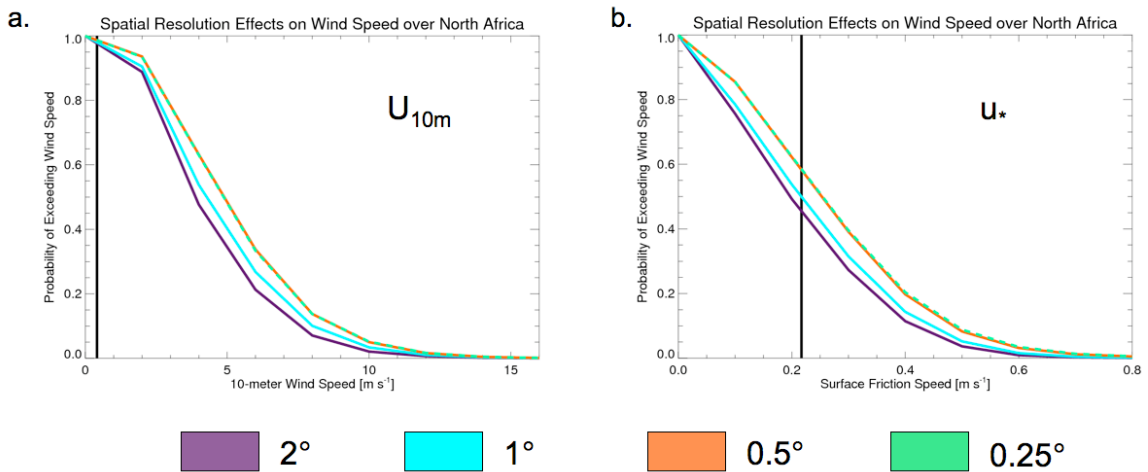 a.
Spatial Resolution Effects on Wind Speed over North Africa
Probability of Exceeding Wind Speed
1.0
0.8
0.6
0.4
0.2
0.0
U10m
0 5 10 15
10-meter Wind Speed [m s-1]
b.
Spatial Resolution Effects on Wind Speed over North Africa
Probability of Exceeding Wind Speed
1.0
0.8
0.6
0.4
0.2
0.0
u*
0.0 0.2 0.4 0.6 0.8
Surface Friction Speed [m s-1]
2° 1° 0.5° 0.25°